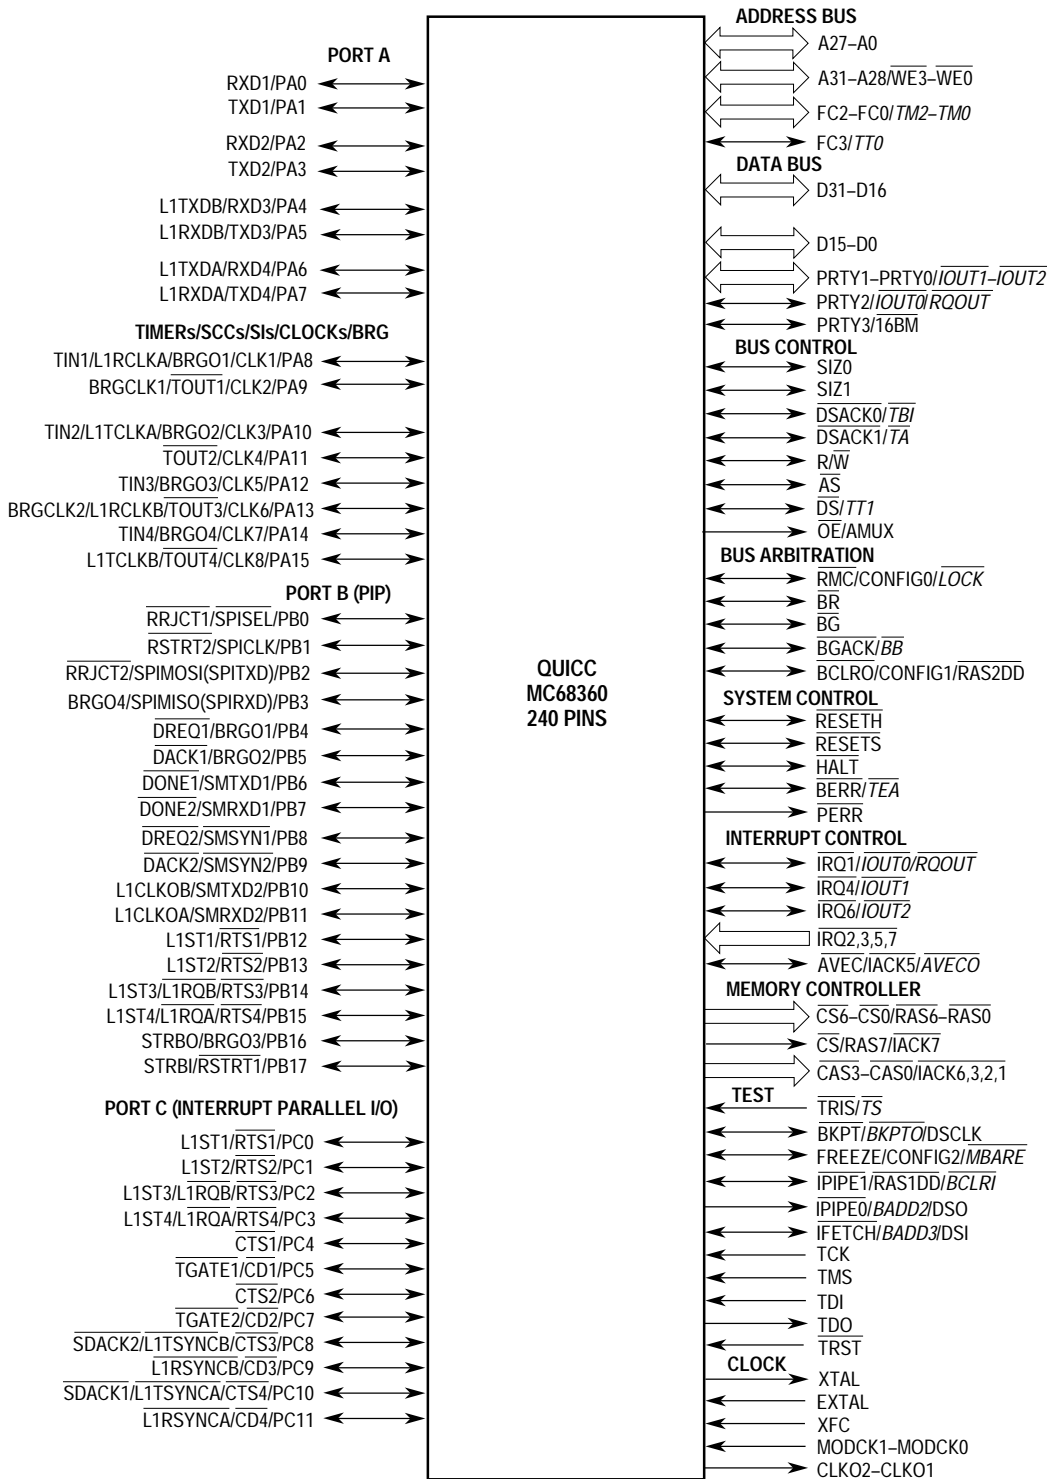 PORT A
RXD1/PA0
TXD1/PA1
RXD2/PA2
TXD2/PA3
L1TXDB/RXD3/PA4
L1RXDB/TXD3/PA5
L1TXDA/RXD4/PA6
L1RXDA/TXD4/PA7
TIMERs/SCCs/SIs/CLOCKs/BRG
TIN1/L1RCLKA/BRGO1/CLK1/PA8
BRGCLK1/TOUT1/CLK2/PA9
TIN2/L1TCLKA/BRGO2/CLK3/PA10
TOUT2/CLK4/PA11
TIN3/BRGO3/CLK5/PA12
BRGCLK2/L1RCLKB/TOUT3/CLK6/PA13
TIN4/BRGO4/CLK7/PA14
L1TCLKB/TOUT4/CLK8/PA15
PORT B (PIP)
RRJCT1/SPISEL/PB0
RSTRT2/SPICLK/PB1
RRJCT2/SPIMOSI(SPITXD)/PB2
BRGO4/SPIMISO(SPIRXD)/PB3
DREQ1/BRGO1/PB4
DACK1/BRGO2/PB5
DONE1/SMTXD1/PB6
DONE2/SMRXD1/PB7
DREQ2/SMSYN1/PB8
DACK2/SMSYN2/PB9
L1CLKOB/SMTXD2/PB10
L1CLKOA/SMRXD2/PB11
L1ST1/RTS1/PB12
L1ST2/RTS2/PB13
L1ST3/L1RQB/RTS3/PB14
L1ST4/L1RQA/RTS4/PB15
STRBO/BRGO3/PB16
STRBI/RSTRT1/PB17
PORT C (INTERRUPT PARALLEL I/O)
L1ST1/RTS1/PC0
L1ST2/RTS2/PC1
L1ST3/L1RQB/RTS3/PC2
L1ST4/L1RQA/RTS4/PC3
CTS1/PC4
TGATE1/CD1/PC5
CTS2/PC6
TGATE2/CD2/PC7
SDACK2/L1TSYNCB/CTS3/PC8
L1RSYNCB/CD3/PC9
SDACK1/L1TSYNCA/CTS4/PC10
L1RSYNCA/CD4/PC11
QUICC
MC68360
240 PINS
ADDRESS BUS
A27–A0
A31–A28/WE3–WE0
FC2–FC0/TM2–TM0
FC3/TT0
DATA BUS
D31–D16
D15–D0
PRTY1–PRTY0/IOUT1–IOUT2
PRTY2/IOUT0/RQOUT
PRTY3/16BM
BUS CONTROL
SIZ0
SIZ1
DSACK0/TBI
DSACK1/TA
R/W
AS
DS/TT1
OE/AMUX
BUS ARBITRATION
RMC/CONFIG0/LOCK
BR
BG
BGACK/BB
BCLRO/CONFIG1/RAS2DD
SYSTEM CONTROL
RESETH
RESETS
HALT
BERR/TEA
PERR
INTERRUPT CONTROL
IRQ1/IOUT0/RQOUT
IRQ4/IOUT1
IRQ6/IOUT2
IRQ2,3,5,7
AVEC/IACK5/AVECO
MEMORY CONTROLLER
CS6–CS0/RAS6–RAS0
CS/RAS7/IACK7
CAS3–CAS0/IACK6,3,2,1
TEST
TRIS/TS
BKPT/BKPTO/DSCLK
FREEZE/CONFIG2/MBARE
IPIPE1/RAS1DD/BCLRI
IPIPE0/BADD2/DSO
IFETCH/BADD3/DSI
TCK
TMS
TDI
TDO
TRST
CLOCK
XTAL
EXTAL
XFC
MODCK1–MODCK0
CLKO2–CLKO1